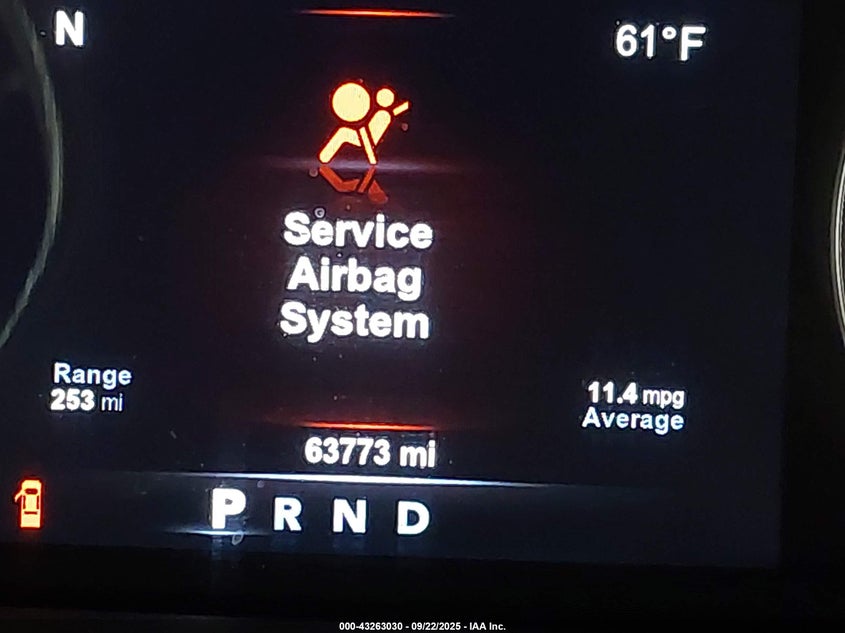 N
61°F
Service
Airbag
System
Range
253 mi
11.4 mpg
Average
63773 mi
P R N D
000-43263030 - 09/22/2025 - IAA Inc.